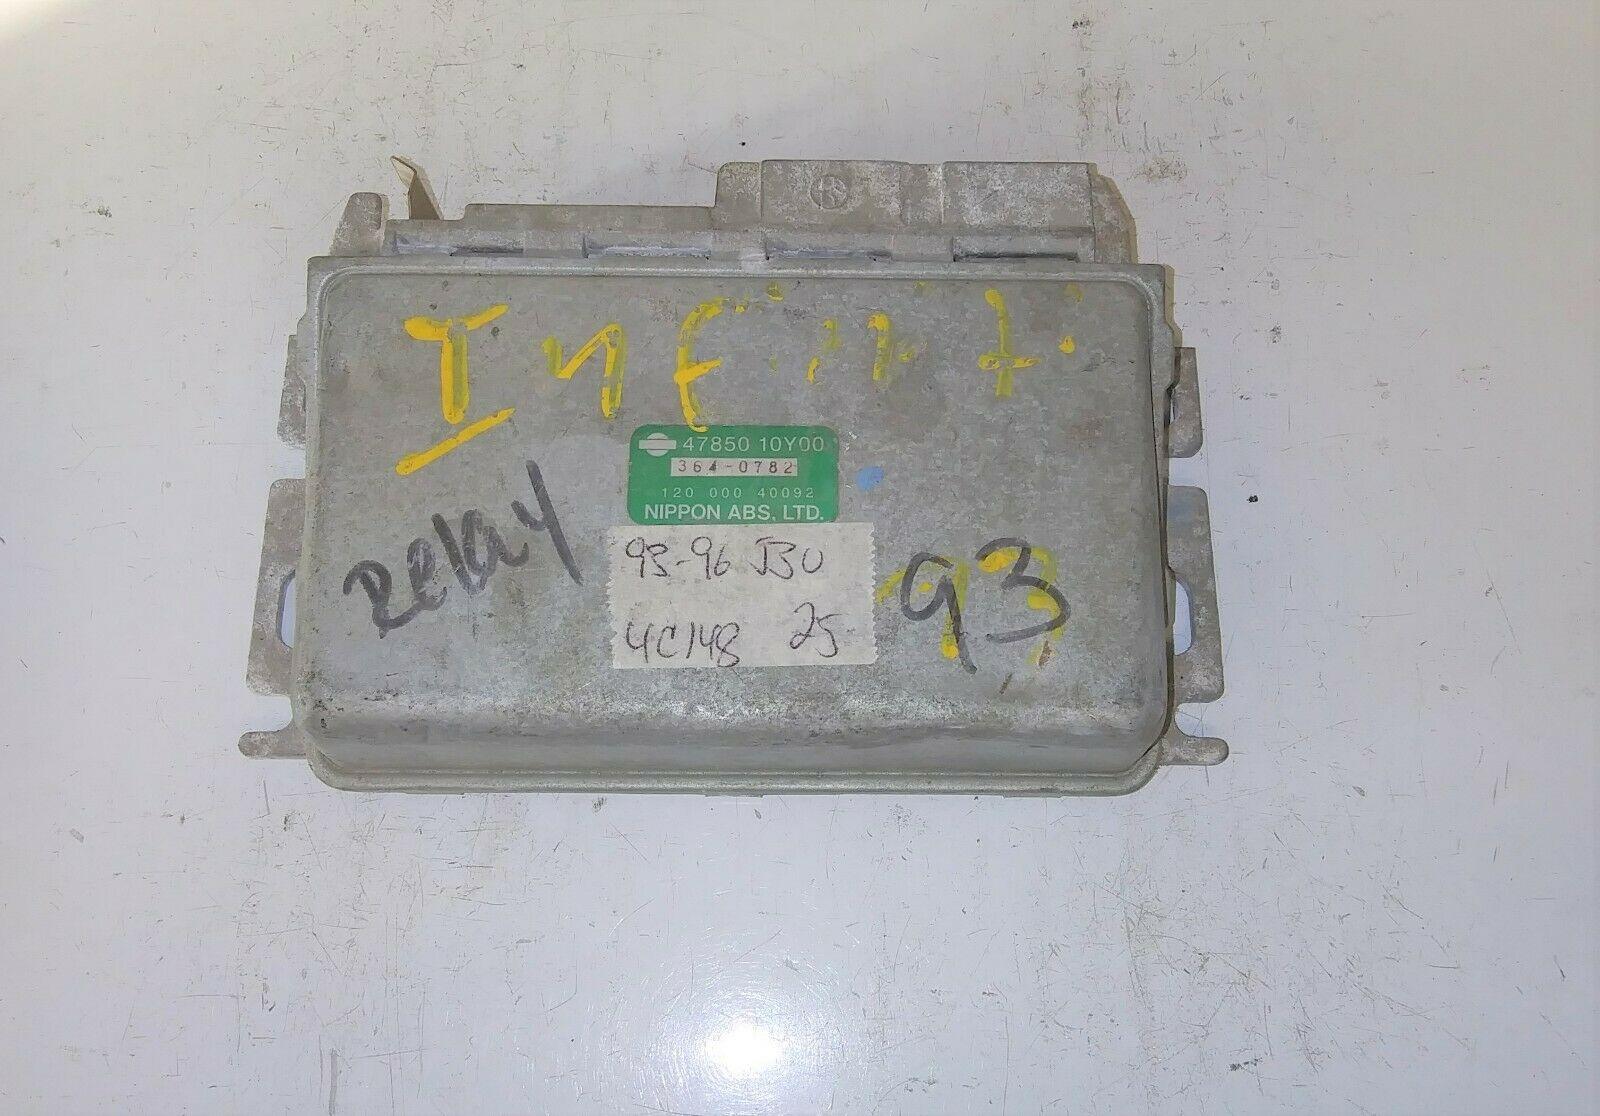 Infiniti
47850 10Y00
364-0782
120 000 40092
NIPPON ABS, LTD.
Relay
93-96 J30
4C148 25
93